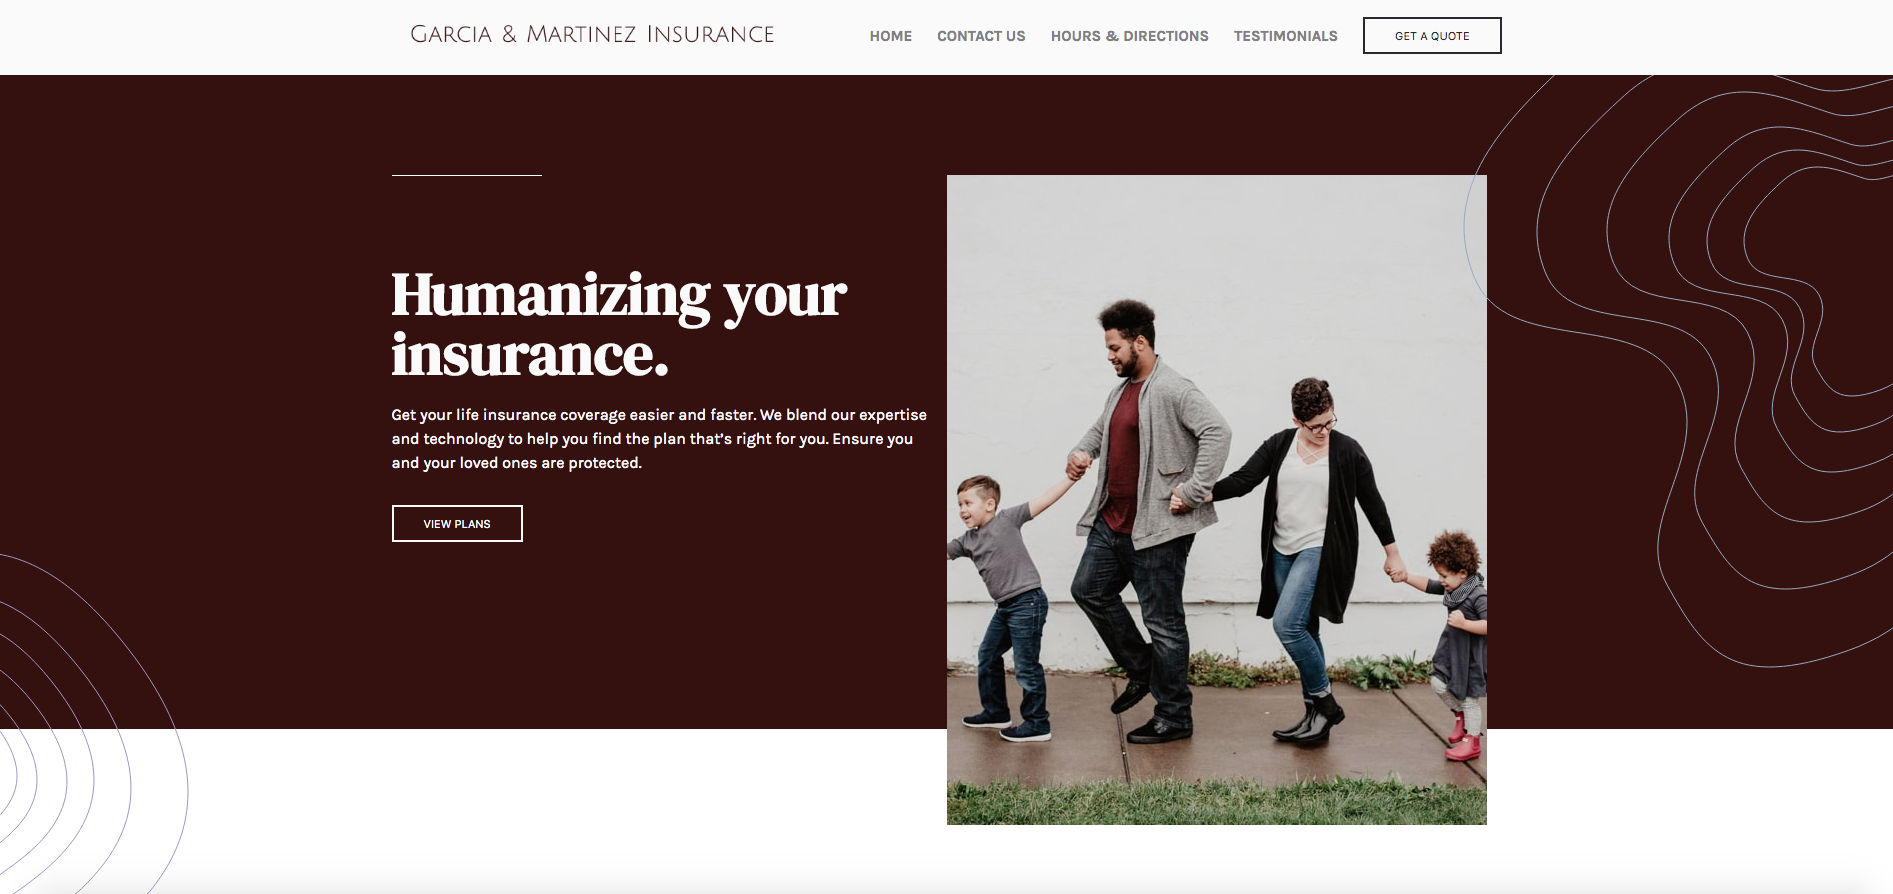 GARCIA & MARTINEZ INSURANCE
HOME
CONTACT US
HOURS & DIRECTIONS
TESTIMONIALS
GET A QUOTE
Humanizing your
insurance.
Get your life insurance coverage easier and faster. We blend our expertise
and technology to help you find the plan that's right for you. Ensure you
and your loved ones are protected.
VIEW PLANS